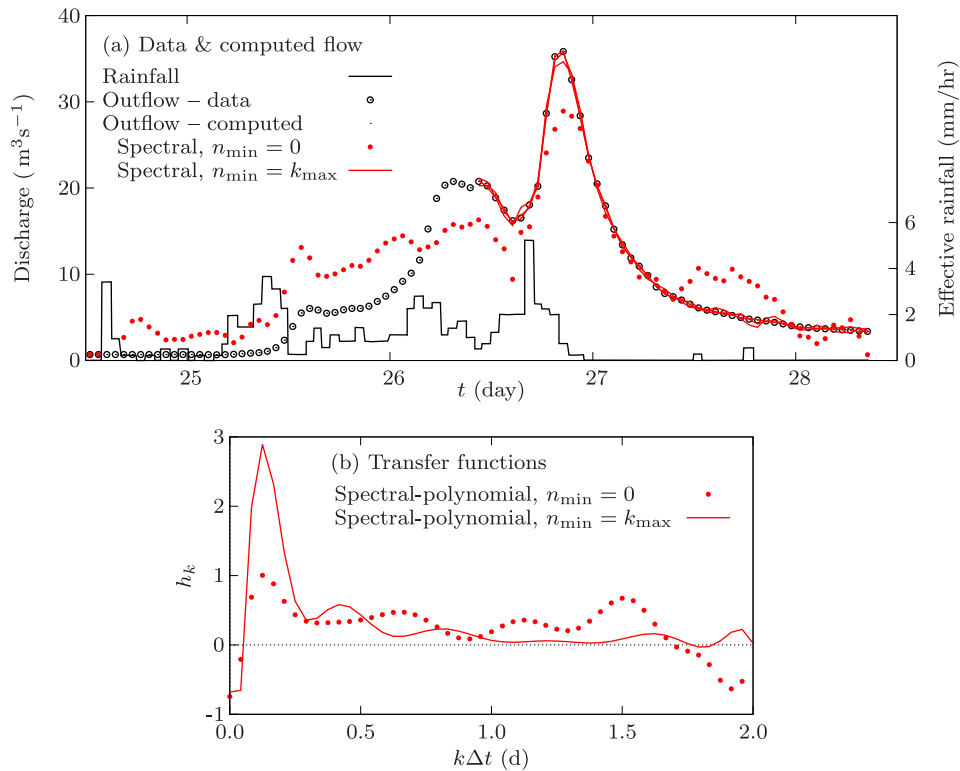 (a) Data & computed flow
Rainfall
Outflow – data
Outflow – computed
Spectral, n_min = 0
Spectral, n_min = k_max
Discharge ( m³s⁻¹)
40
30
20
10
0
Effective rainfall (mm/hr)
6
4
2
0
25
26
27
28
t (day)
(b) Transfer functions
Spectral-polynomial, n_min = 0
Spectral-polynomial, n_min = k_max
h_k
3
2
1
0
-1
0.0
0.5
1.0
1.5
2.0
kΔt (d)